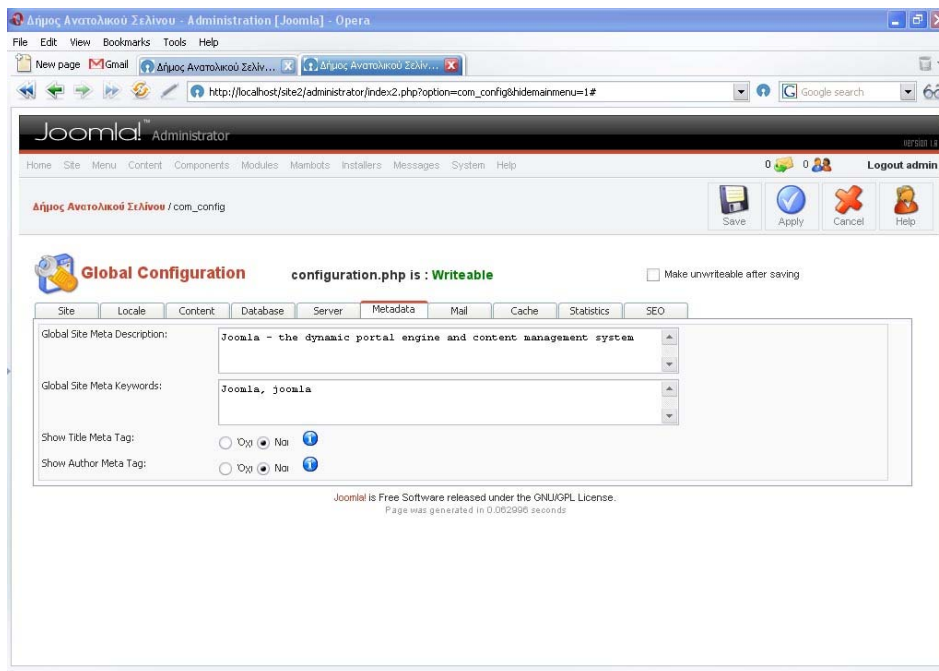 Δήμος Ανατολικού Σελίνου - Administration [Joomla] - Opera
File Edit View Bookmarks Tools Help
New page Gmail Δήμος Ανατολικού Σελίν... Δήμος Ανατολικού Σελίν...
http://localhost/site2/administrator/index2.php?option=com_config&hidemainmenu=1# G Google search
Joomla!™ Administrator
version 1.0
Home Site Menu Content Components Modules Mambots Installers Messages System Help 0 0 Logout admin
Δήμος Ανατολικού Σελίνου / com_config
Save Apply Cancel Help
Global Configuration configuration.php is : Writeable Make unwriteable after saving
Site Locale Content Database Server Metadata Mail Cache Statistics SEO
Global Site Meta Description: Joomla - the dynamic portal engine and content management system
Global Site Meta Keywords: Joomla, joomla
Show Title Meta Tag: Όχι Ναι
Show Author Meta Tag: Όχι Ναι
Joomla! is Free Software released under the GNU/GPL License.
Page was generated in 0.062996 seconds